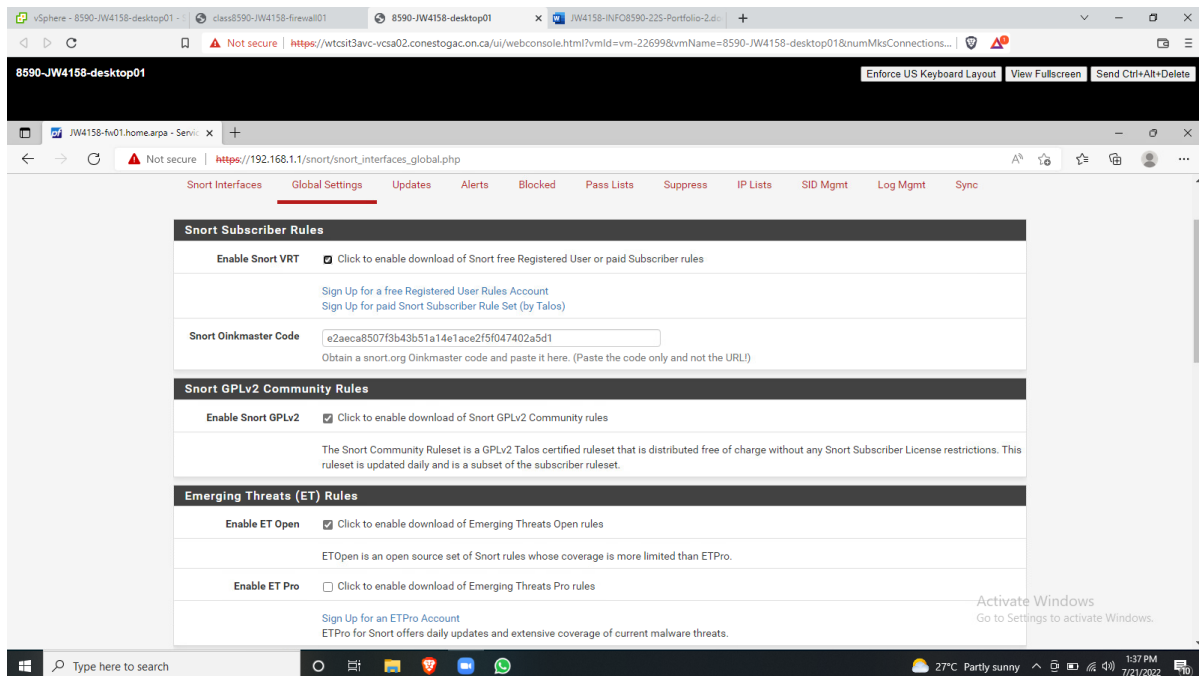 vSphere - 8590-JW4158-desktop01 - S
class8590-JW4158-firewall01
8590-JW4158-desktop01
JW4158-INFO8590-22S-Portfolio-2.do
Not secure https://wtcsit3avc-vcsa02.conestogac.on.ca/ui/webconsole.html?vmId=vm-22699&vmName=8590-JW4158-desktop01&numMksConnections...
8590-JW4158-desktop01
Enforce US Keyboard Layout View Fullscreen Send Ctrl+Alt+Delete
JW4158-fw01.home.arpa - Servic
Not secure https://192.168.1.1/snort/snort_interfaces_global.php
Snort Interfaces Global Settings Updates Alerts Blocked Pass Lists Suppress IP Lists SID Mgmt Log Mgmt Sync
Snort Subscriber Rules
Enable Snort VRT Click to enable download of Snort free Registered User or paid Subscriber rules
Sign Up for a free Registered User Rules Account
Sign Up for paid Snort Subscriber Rule Set (by Talos)
Snort Oinkmaster Code e2aeca8507f3b43b51a14e1ace2f5f047402a5d1
Obtain a snort.org Oinkmaster code and paste it here. (Paste the code only and not the URL!)
Snort GPLv2 Community Rules
Enable Snort GPLv2 Click to enable download of Snort GPLv2 Community rules
The Snort Community Ruleset is a GPLv2 Talos certified ruleset that is distributed free of charge without any Snort Subscriber License restrictions. This
ruleset is updated daily and is a subset of the subscriber ruleset.
Emerging Threats (ET) Rules
Enable ET Open Click to enable download of Emerging Threats Open rules
ETOpen is an open source set of Snort rules whose coverage is more limited than ETPro.
Enable ET Pro Click to enable download of Emerging Threats Pro rules
Sign Up for an ETPro Account
ETPro for Snort offers daily updates and extensive coverage of current malware threats.
Activate Windows
Go to Settings to activate Windows.
Type here to search
27°C Partly sunny
1:37 PM
7/21/2022